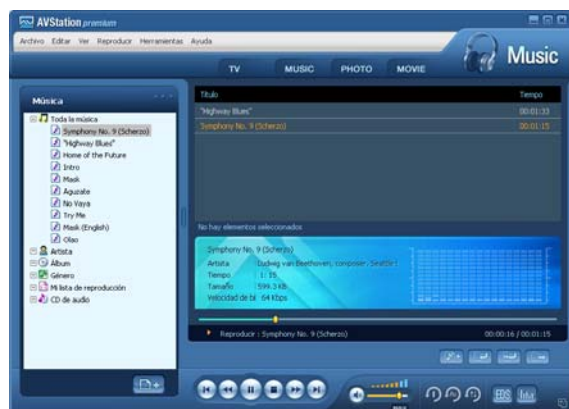 AVStation premium
Archivo Editar Ver Reproducir Herramientas Ayuda
TV MUSIC PHOTO MOVIE
Music
Música
Toda la música
Symphony No. 9 (Scherzo)
"Highway Blues"
Home of the Future
Intro
Mask
Aguzate
No Vaya
Try Me
Mask (English)
Olao
Artista
Álbum
Género
Mi lista de reproducción
CD de audio
Título Tiempo
"Highway Blues" 00:01:33
Symphony No. 9 (Scherzo) 00:01:15
No hay elementos seleccionados
Symphony No. 9 (Scherzo)
Artista : Ludwig van Beethoven, composer. Seattle
Tiempo : 1: 15
Tamaño : 599.3 KB
Velocidad de bi 64 Kbps
Reproducir : Symphony No. 9 (Scherzo) 00:00:16 / 00:01:15
EDS